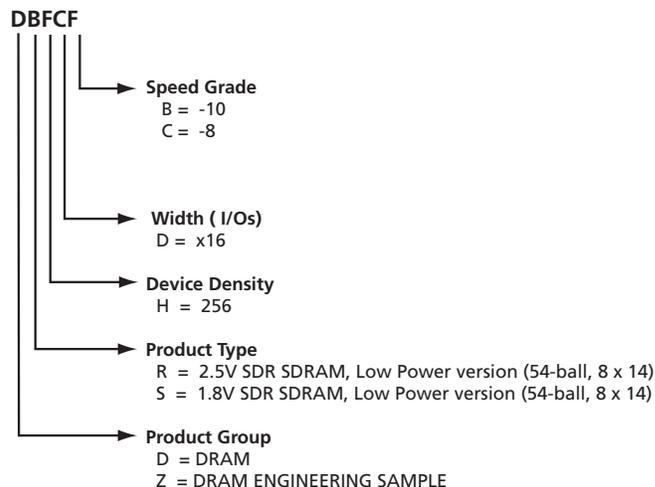 DBFCF
Speed Grade
B = -10
C = -8
Width ( I/Os)
D = x16
Device Density
H = 256
Product Type
R = 2.5V SDR SDRAM, Low Power version (54-ball, 8 x 14)
S = 1.8V SDR SDRAM, Low Power version (54-ball, 8 x 14)
Product Group
D = DRAM
Z = DRAM ENGINEERING SAMPLE